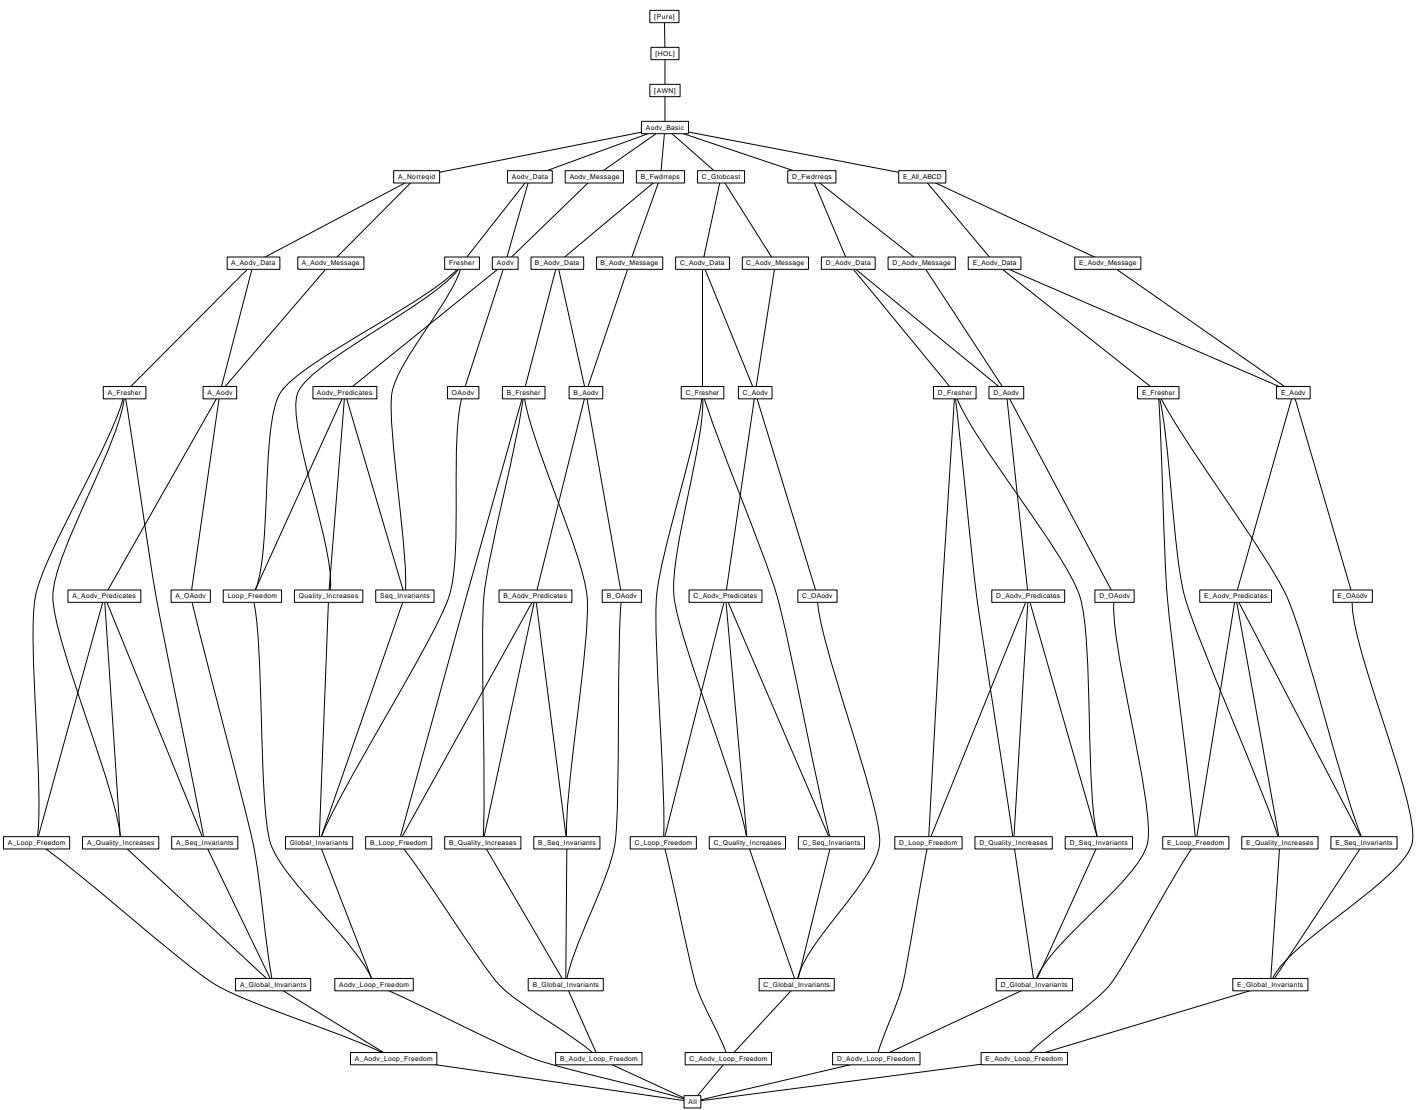 [Pure]
[HOL]
[AWN]
Aodv_Basic
A_Norreqid
Aodv_Data
Aodv_Message
B_Fwdrreps
C_Gtobcast
D_Fwdrreqs
E_All_ABCD
A_Aodv_Data
A_Aodv_Message
Fresher
Aodv
B_Aodv_Data
B_Aodv_Message
C_Aodv_Data
C_Aodv_Message
D_Aodv_Data
D_Aodv_Message
E_Aodv_Data
E_Aodv_Message
A_Fresher
A_Aodv
Aodv_Predicates
OAodv
B_Fresher
B_Aodv
C_Fresher
C_Aodv
D_Fresher
D_Aodv
E_Fresher
E_Aodv
A_Aodv_Predicates
A_OAodv
Loop_Freedom
Quality_Increases
Seq_Invariants
B_Aodv_Predicates
B_OAodv
C_Aodv_Predicates
C_OAodv
D_Aodv_Predicates
D_OAodv
E_Aodv_Predicates
E_OAodv
A_Loop_Freedom
A_Quality_Increases
A_Seq_Invariants
Global_Invariants
B_Loop_Freedom
B_Quality_Increases
B_Seq_Invariants
C_Loop_Freedom
C_Quality_Increases
C_Seq_Invariants
D_Loop_Freedom
D_Quality_Increases
D_Seq_Invariants
E_Loop_Freedom
E_Quality_Increases
E_Seq_Invariants
A_Global_Invariants
Aodv_Loop_Freedom
B_Global_Invariants
C_Global_Invariants
D_Global_Invariants
E_Global_Invariants
A_Aodv_Loop_Freedom
B_Aodv_Loop_Freedom
C_Aodv_Loop_Freedom
D_Aodv_Loop_Freedom
E_Aodv_Loop_Freedom
All